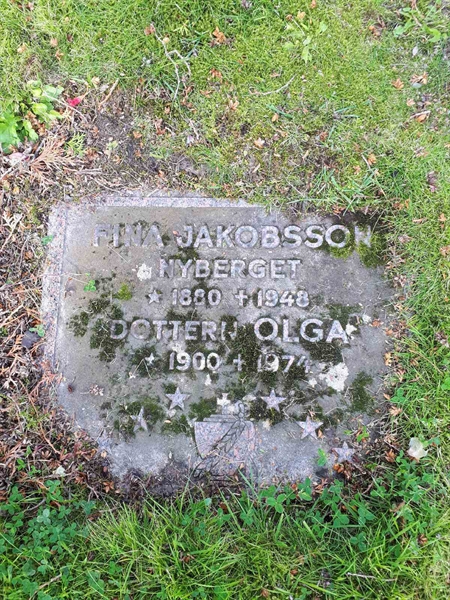 FINA JAKOBSSON
NYBERGET
★ 1880 + 1948
DOTTERN OLGA
★ 1900 + 1974